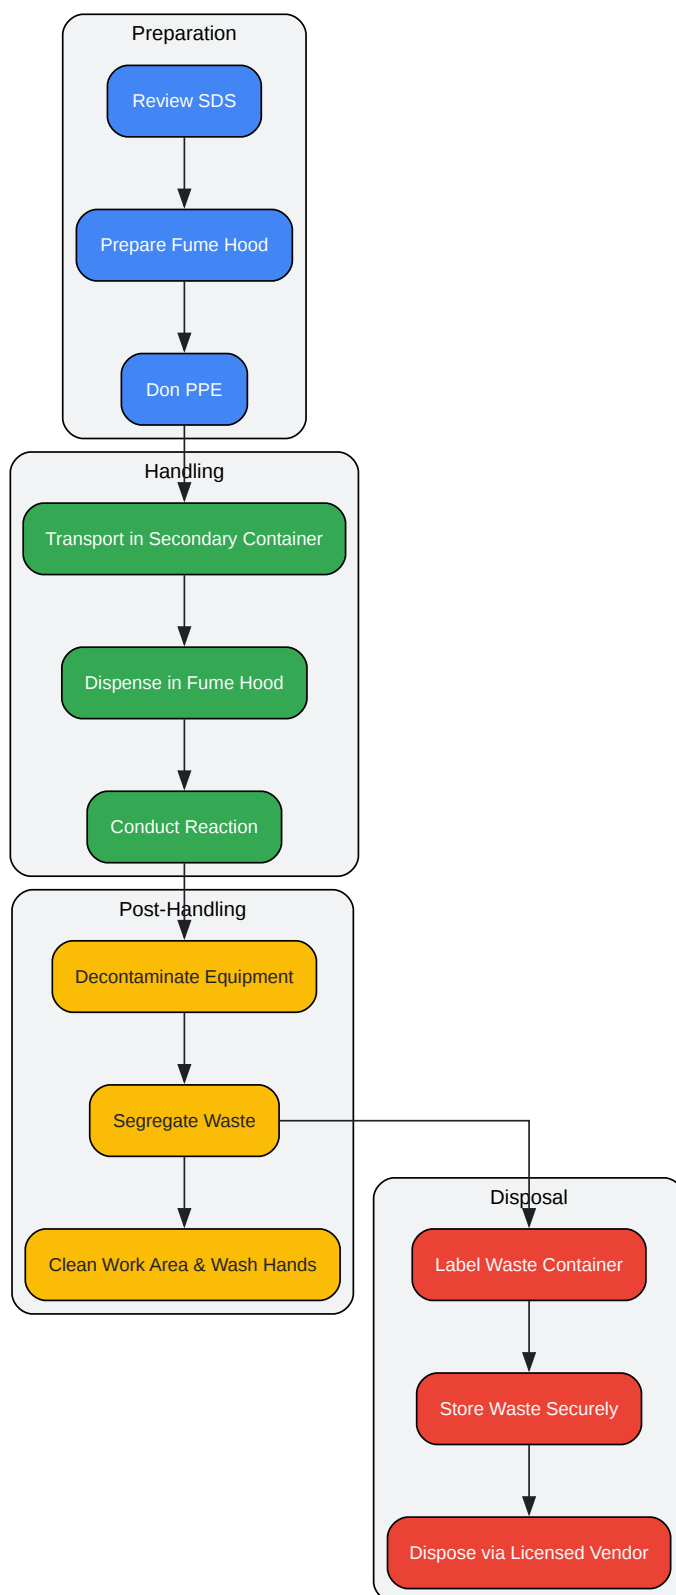 Preparation
Review SDS
Prepare Fume Hood
Don PPE
Handling
Transport in Secondary Container
Dispense in Fume Hood
Conduct Reaction
Post-Handling
Decontaminate Equipment
Segregate Waste
Clean Work Area & Wash Hands
Disposal
Label Waste Container
Store Waste Securely
Dispose via Licensed Vendor